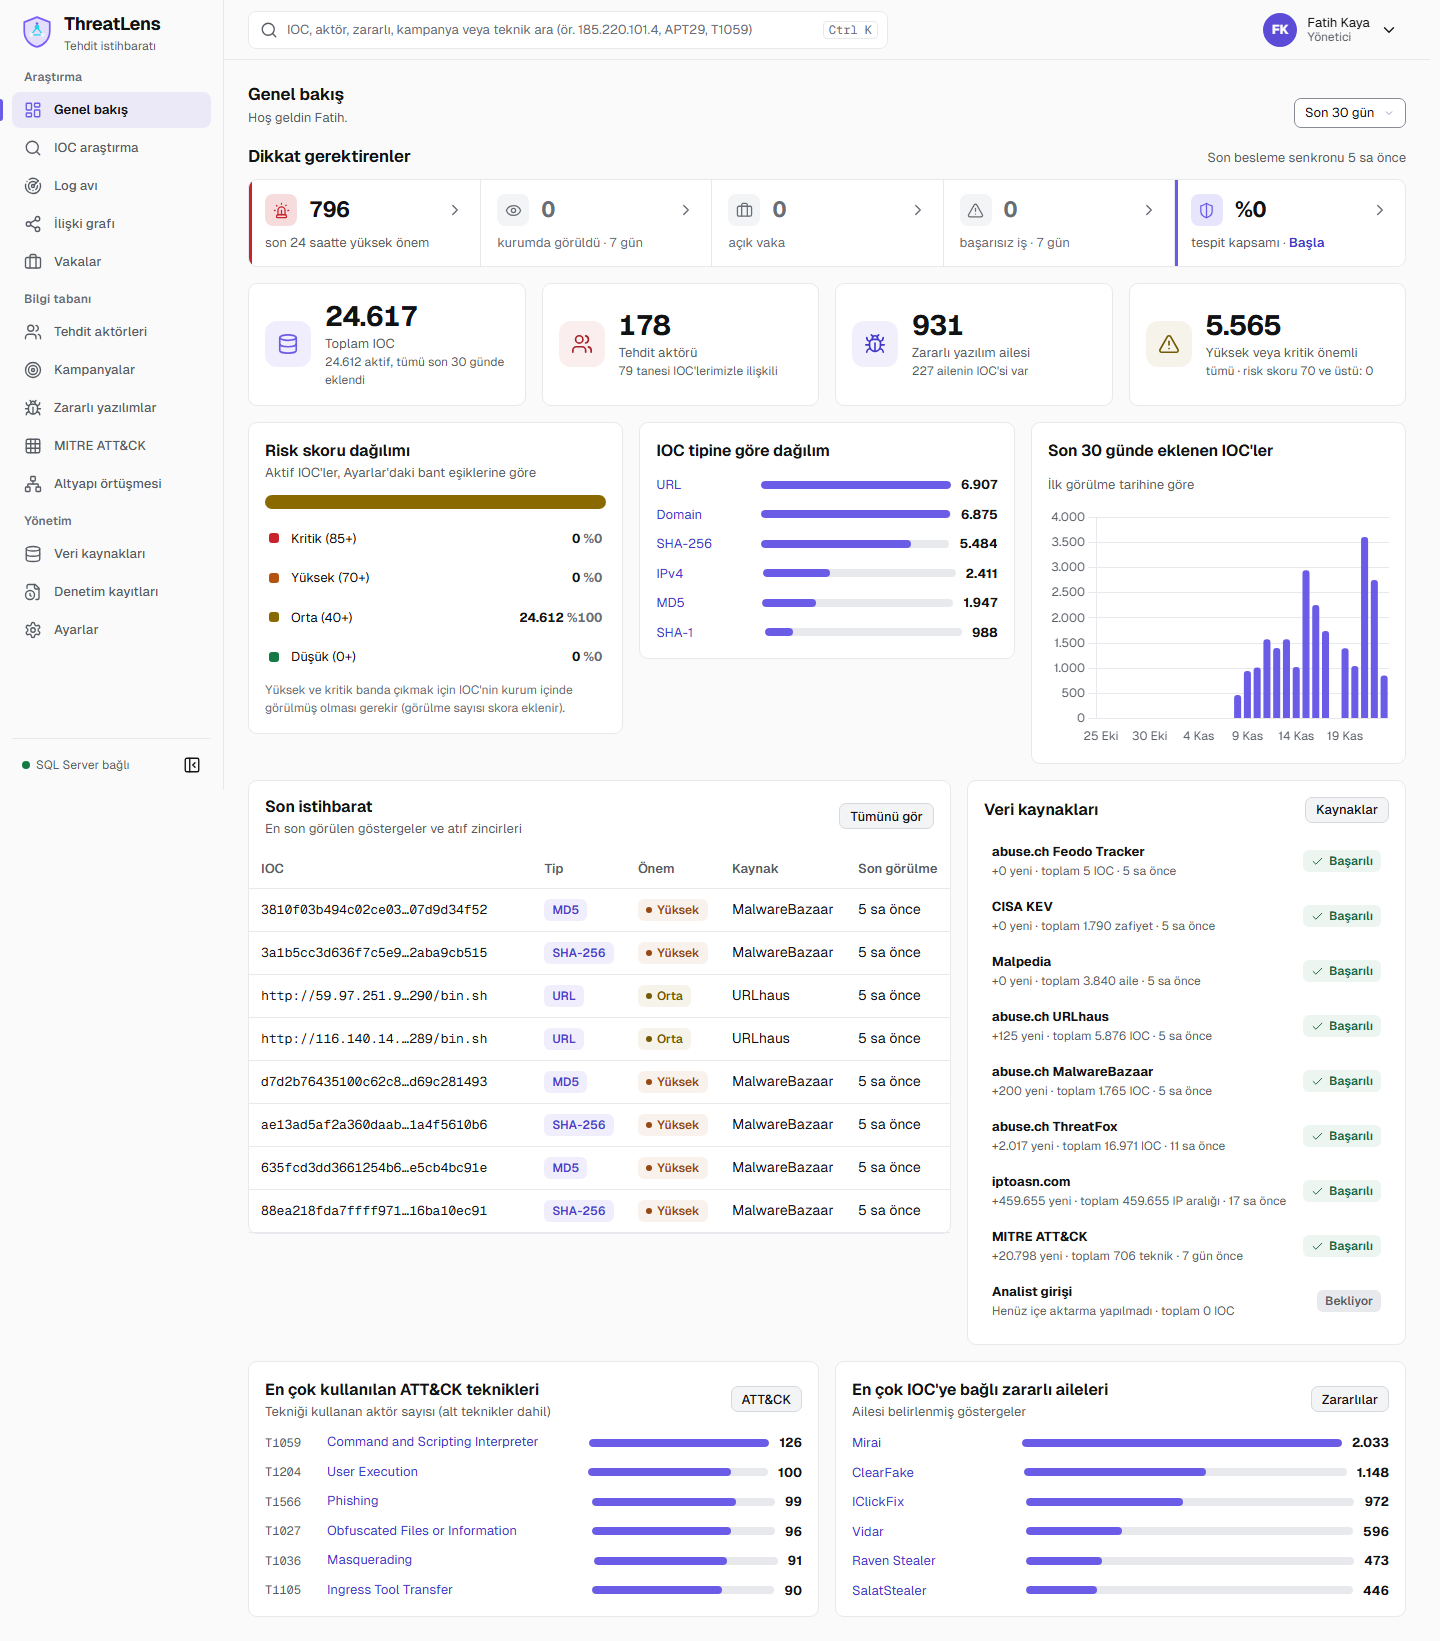 ThreatLens
Tehdit istihbaratı
IOC, aktör, zararlı, kampanya veya teknik ara (ör. 185.220.101.4, APT29, T1059)
Ctrl K
FK
Fatih Kaya
Yönetici
Araştırma
Genel bakış
IOC araştırma
Log avı
İlişki grafı
Vakalar
Bilgi tabanı
Tehdit aktörleri
Kampanyalar
Zararlı yazılımlar
MITRE ATT&CK
Altyapı örtüşmesi
Yönetim
Veri kaynakları
Denetim kayıtları
Ayarlar
SQL Server bağlı
Genel bakış
Hoş geldin Fatih.
Son 30 gün
Dikkat gerektirenler
Son besleme senkronu 5 sa önce
796
son 24 saatte yüksek önem
0
kurumda görüldü · 7 gün
0
açık vaka
0
başarısız iş · 7 gün
%0
tespit kapsamı · Başla
24.617
Toplam IOC
24.612 aktif, tümü son 30 günde
eklendi
178
Tehdit aktörü
79 tanesi IOC'lerimizle ilişkili
931
Zararlı yazılım ailesi
227 ailenin IOC'si var
5.565
Yüksek veya kritik önemli
tümü · risk skoru 70 ve üstü: 0
Risk skoru dağılımı
Aktif IOC'ler, Ayarlar'daki bant eşiklerine göre
Kritik (85+) 0 %0
Yüksek (70+) 0 %0
Orta (40+) 24.612 %100
Düşük (0+) 0 %0
Yüksek ve kritik banda çıkmak için IOC'nin kurum içinde
görülmüş olması gerekir (görülme sayısı skora eklenir).
IOC tipine göre dağılım
URL 6.907
Domain 6.875
SHA-256 5.484
IPv4 2.411
MD5 1.947
SHA-1 988
Son 30 günde eklenen IOC'ler
İlk görülme tarihine göre
4.000
3.500
3.000
2.500
2.000
1.500
1.000
500
0
25 Eki 30 Eki 4 Kas 9 Kas 14 Kas 19 Kas
Son istihbarat
En son görülen göstergeler ve atıf zincirleri
Tümünü gör
IOC Tip Önem Kaynak Son görülme
3810f03b494c02ce03…07d9d34f52 MD5 Yüksek MalwareBazaar 5 sa önce
3a1b5cc3d636f7c5e9…2aba9cb515 SHA-256 Yüksek MalwareBazaar 5 sa önce
http://59.97.251.9…290/bin.sh URL Orta URLhaus 5 sa önce
http://116.140.14.…289/bin.sh URL Orta URLhaus 5 sa önce
d7d2b76435100c62c8…d69c281493 MD5 Yüksek MalwareBazaar 5 sa önce
ae13ad5af2a360daab…1a4f5610b6 SHA-256 Yüksek MalwareBazaar 5 sa önce
635fcd3dd3661254b6…e5cb4bc91e MD5 Yüksek MalwareBazaar 5 sa önce
88ea218fda7ffff971…16ba10ec91 SHA-256 Yüksek MalwareBazaar 5 sa önce
Veri kaynakları
Kaynaklar
abuse.ch Feodo Tracker
+0 yeni · toplam 5 IOC · 5 sa önce
Başarılı
CISA KEV
+0 yeni · toplam 1.790 zafiyet · 5 sa önce
Başarılı
Malpedia
+0 yeni · toplam 3.840 aile · 5 sa önce
Başarılı
abuse.ch URLhaus
+125 yeni · toplam 5.876 IOC · 5 sa önce
Başarılı
abuse.ch MalwareBazaar
+200 yeni · toplam 1.765 IOC · 5 sa önce
Başarılı
abuse.ch ThreatFox
+2.017 yeni · toplam 16.971 IOC · 11 sa önce
Başarılı
iptoasn.com
+459.655 yeni · toplam 459.655 IP aralığı · 17 sa önce
Başarılı
MITRE ATT&CK
+20.798 yeni · toplam 706 teknik · 7 gün önce
Başarılı
Analist girişi
Henüz içe aktarma yapılmadı · toplam 0 IOC
Bekliyor
En çok kullanılan ATT&CK teknikleri
Tekniği kullanan aktör sayısı (alt teknikler dahil)
ATT&CK
T1059 Command and Scripting Interpreter 126
T1204 User Execution 100
T1566 Phishing 99
T1027 Obfuscated Files or Information 96
T1036 Masquerading 91
T1105 Ingress Tool Transfer 90
En çok IOC'ye bağlı zararlı aileleri
Ailesi belirlenmiş göstergeler
Zararlılar
Mirai 2.033
ClearFake 1.148
IClickFix 972
Vidar 596
Raven Stealer 473
SalatStealer 446